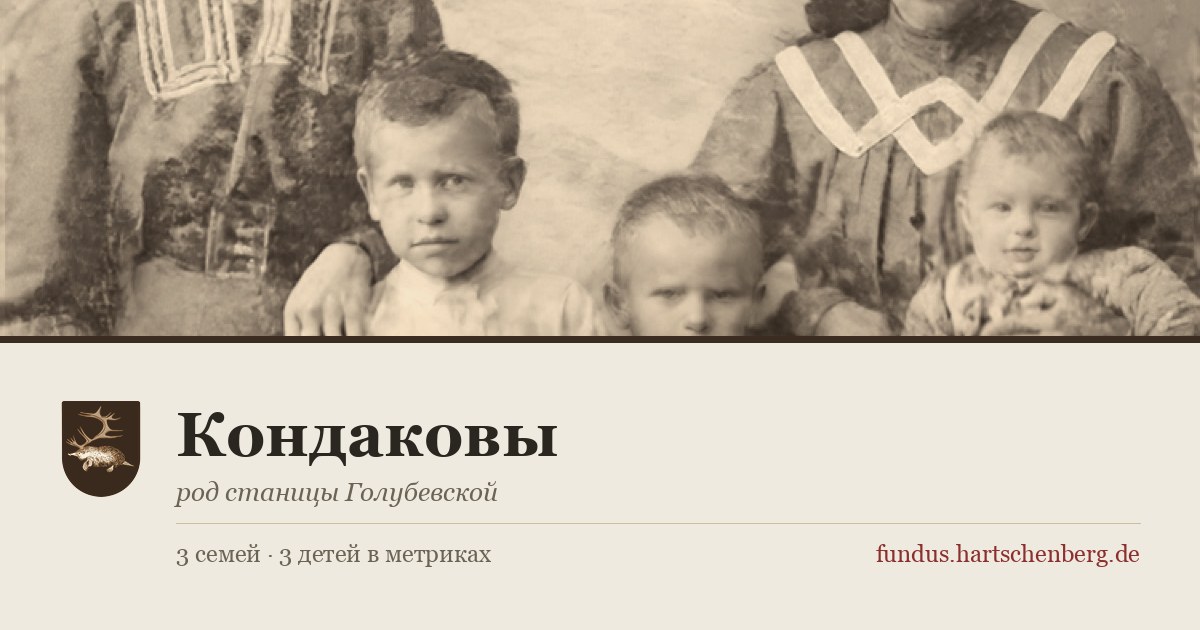 Кондаковы
род станицы Голубевской
3 семей · 3 детей в метриках
fundus.hartschenberg.de